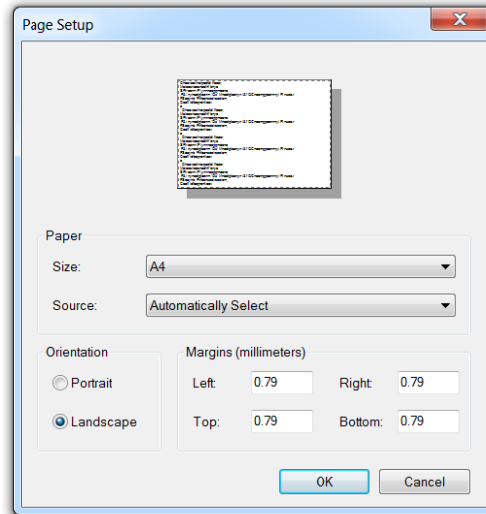 Page Setup
Paper
Size: A4
Source: Automatically Select
Orientation
Portrait
Landscape
Margins (millimeters)
Left: 0.79 Right: 0.79
Top: 0.79 Bottom: 0.79
OK Cancel